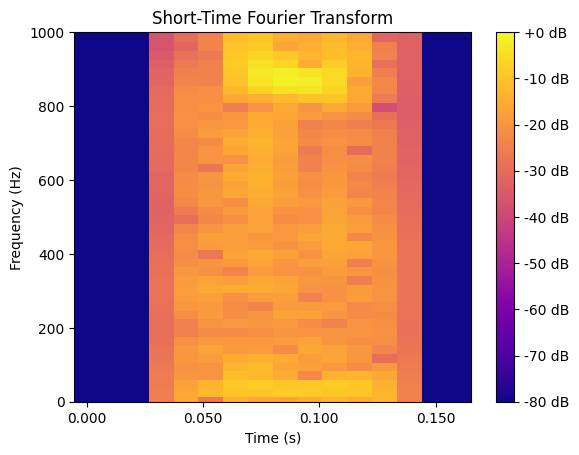 Short-Time Fourier Transform
1000
800
600
400
200
0
Frequency (Hz)
0.000
0.050
0.100
0.150
Time (s)
+0 dB
-10 dB
-20 dB
-30 dB
-40 dB
-50 dB
-60 dB
-70 dB
-80 dB